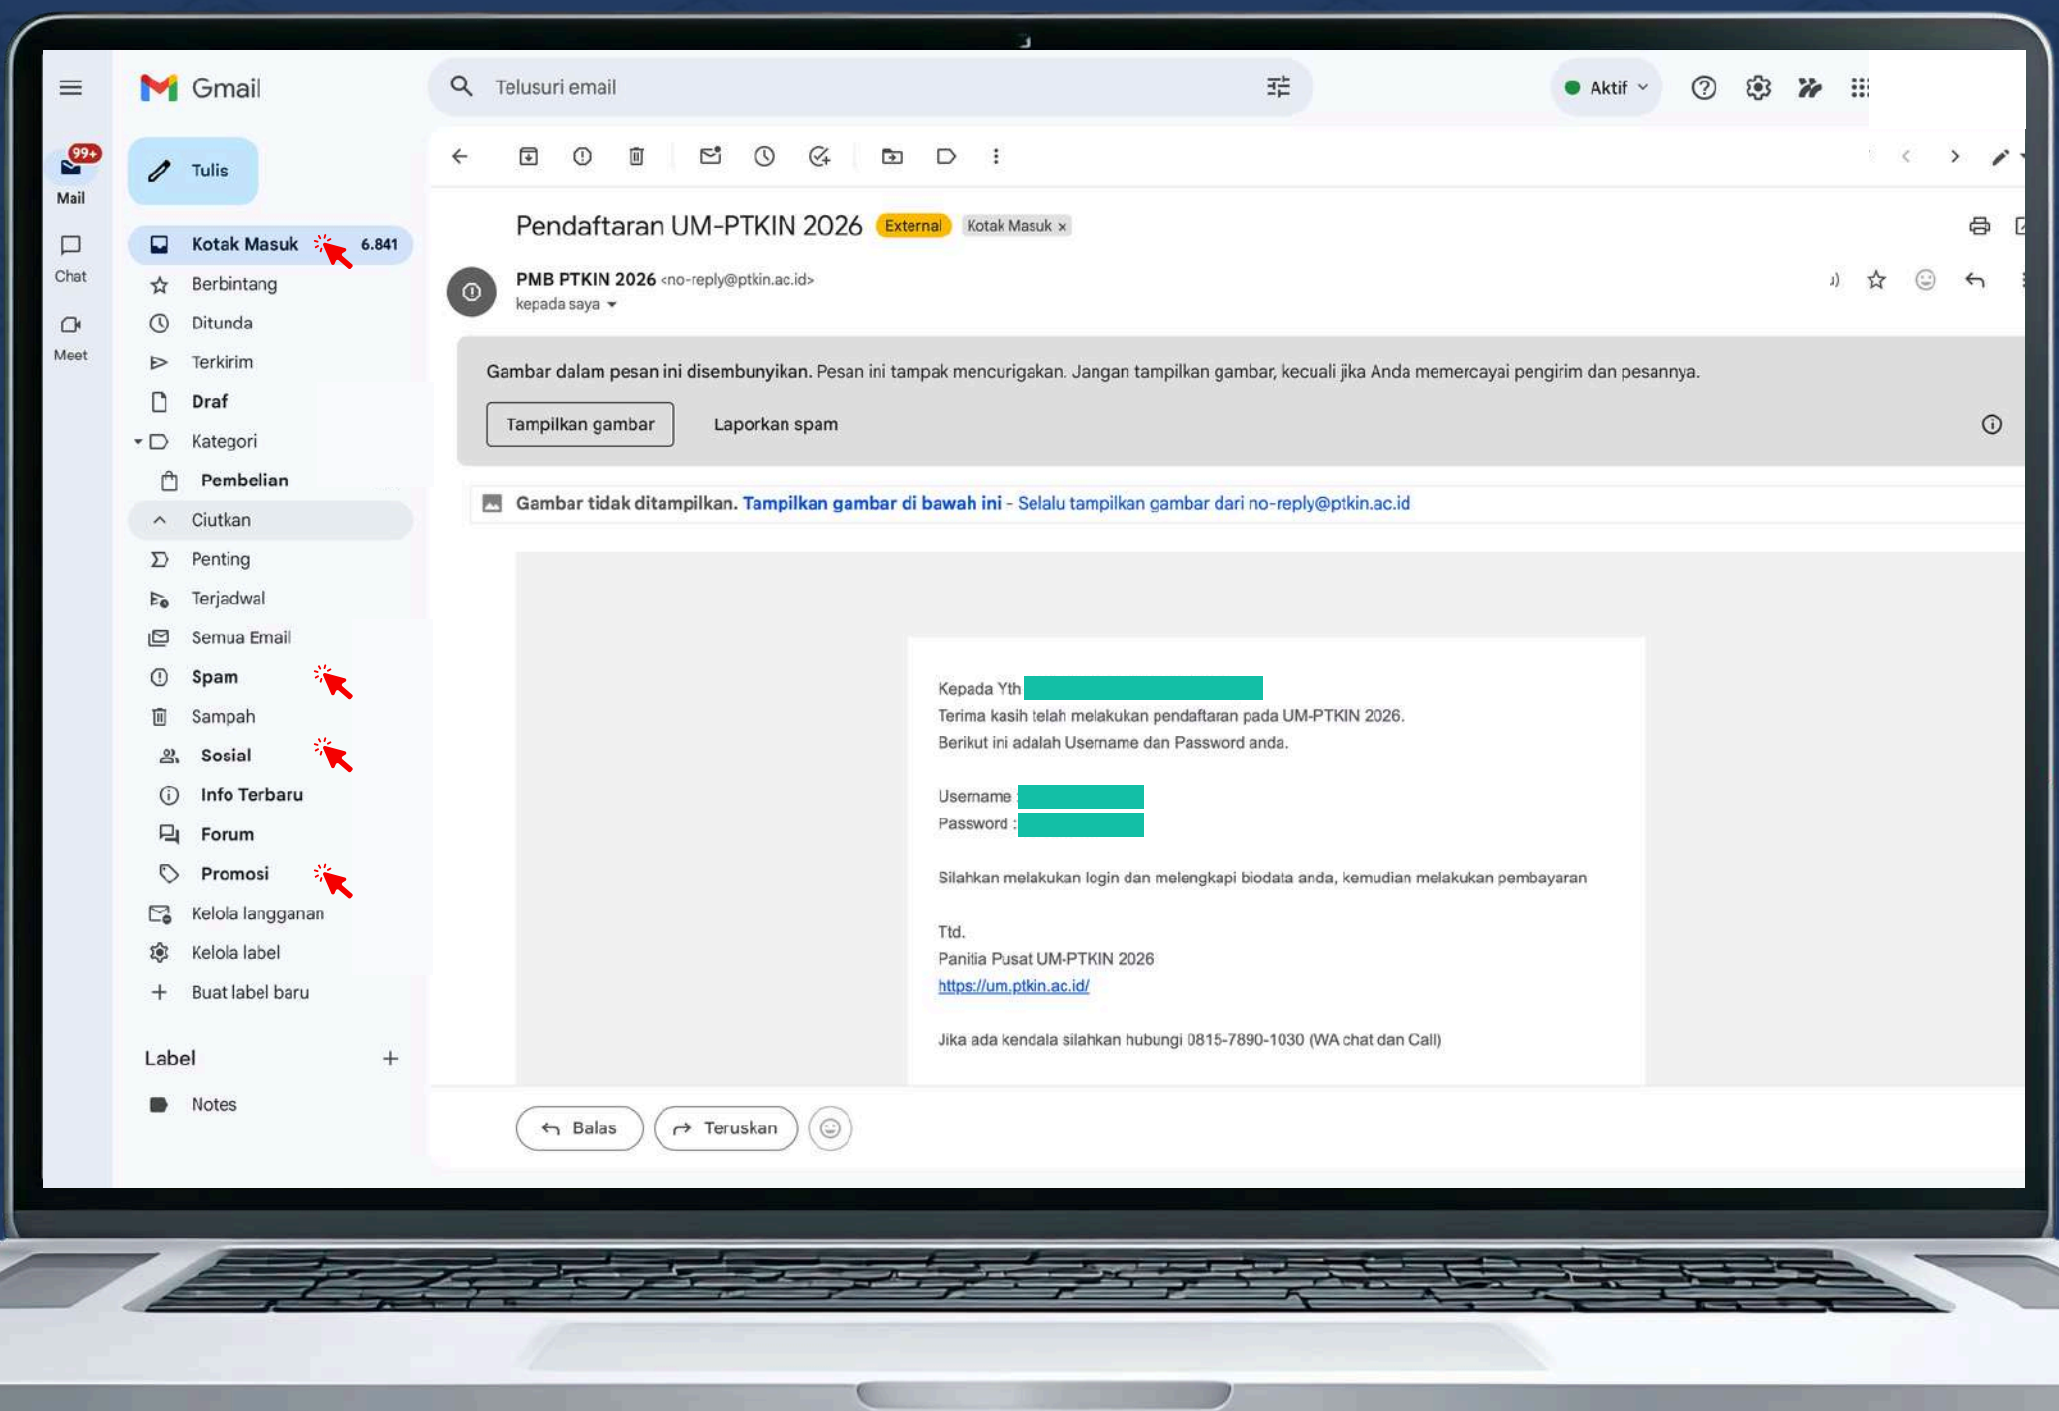 Gmail
Telusuri email
Aktif
99+
Mail
Chat
Meet
Tulis
Kotak Masuk 6.841
Berbintang
Ditunda
Terkirim
Draf
Kategori
Pembelian
Ciutkan
Penting
Terjadwal
Semua Email
Spam
Sampah
Sosial
Info Terbaru
Forum
Promosi
Kelola langganan
Kelola label
Buat label baru
Label
Notes
Pendaftaran UM-PTKIN 2026 External Kotak Masuk ×
PMB PTKIN 2026 <no-reply@ptkin.ac.id>
kepada saya
Gambar dalam pesan ini disembunyikan. Pesan ini tampak mencurigakan. Jangan tampilkan gambar, kecuali jika Anda memercayai pengirim dan pesannya.
Tampilkan gambar Laporkan spam
Gambar tidak ditampilkan. Tampilkan gambar di bawah ini - Selalu tampilkan gambar dari no-reply@ptkin.ac.id
Kepada Yth
Terima kasih telah melakukan pendaftaran pada UM-PTKIN 2026.
Berikut ini adalah Username dan Password anda.
Username :
Password :
Silahkan melakukan login dan melengkapi biodata anda, kemudian melakukan pembayaran
Ttd.
Panitia Pusat UM-PTKIN 2026
https://um.ptkin.ac.id/
Jika ada kendala silahkan hubungi 0815-7890-1030 (WA chat dan Call)
Balas
Teruskan